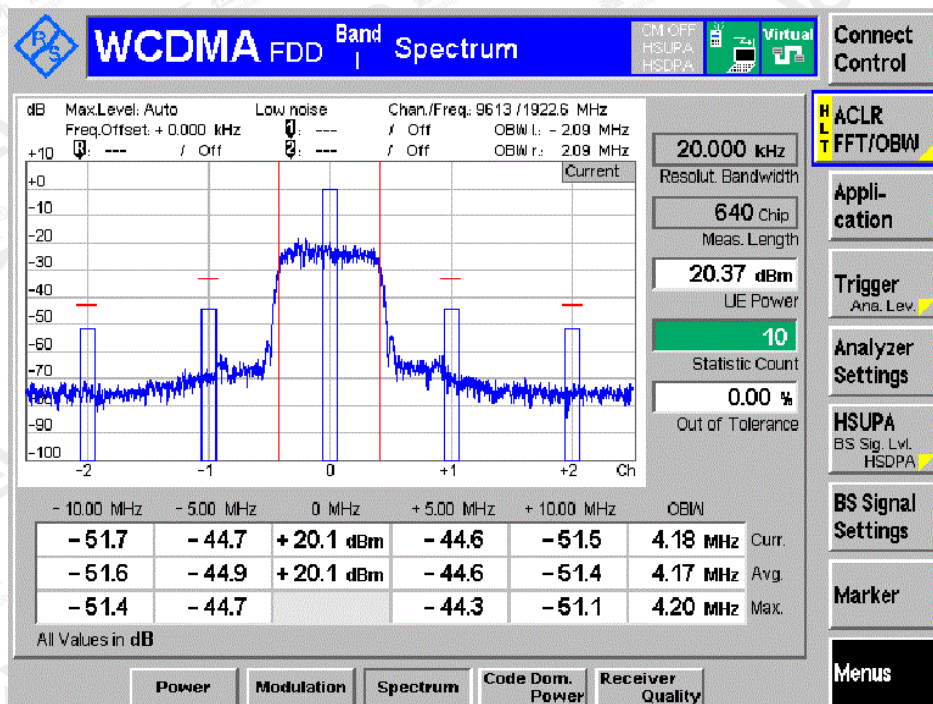 R&S
WCDMA FDD Band I Spectrum
CM OFF
HSUPA
HSDPA
Virtual
Connect Control
dB Max.Level: Auto Low noise Chan./Freq.: 9613 / 1922.6 MHz
Freq.Offset: + 0.000 kHz 1: --- / Off OBW l.: - 2.09 MHz
R: --- / Off 2: --- / Off OBW r.: 2.09 MHz
Current
+10
+0
-10
-20
-30
-40
-50
-60
-70
-90
-100
-2 -1 0 +1 +2 Ch
20.000 kHz
Resolut. Bandwidth
640 Chip
Meas. Length
20.37 dBm
UE Power
10
Statistic Count
0.00 %
Out of Tolerance
- 10.00 MHz - 5.00 MHz 0 MHz + 5.00 MHz + 10.00 MHz OBW
- 51.7 - 44.7 + 20.1 dBm - 44.6 - 51.5 4.18 MHz Curr.
- 51.6 - 44.9 + 20.1 dBm - 44.6 - 51.4 4.17 MHz Avg.
- 51.4 - 44.7 - 44.3 - 51.1 4.20 MHz Max.
All Values in dB
HLT
ACLR
FFT/OBW
Appli-
cation
Trigger
Ana. Lev.
Analyzer
Settings
HSUPA
BS Sig. Lvl.
HSDPA
BS Signal
Settings
Marker
Menus
Power Modulation Spectrum Code Dom. Power Receiver Quality